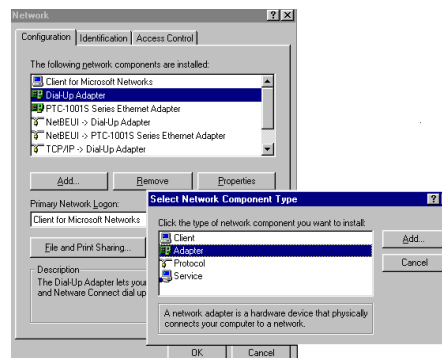 Network
Configuration Identification Access Control
The following network components are installed:
Client for Microsoft Networks
Dial-Up Adapter
PTC-1001S Series Ethernet Adapter
NetBEUI -> Dial-Up Adapter
NetBEUI -> PTC-1001S Series Ethernet Adapter
TCP/IP -> Dial-Up Adapter
Add... Remove Properties
Primary Network Logon:
Client for Microsoft Networks
File and Print Sharing...
Description
The Dial-Up Adapter lets your
and Netware Connect dial up
OK Cancel
Select Network Component Type
Click the type of network component you want to install:
Client
Adapter
Protocol
Service
Add...
Cancel
A network adapter is a hardware device that physically
connects your computer to a network.